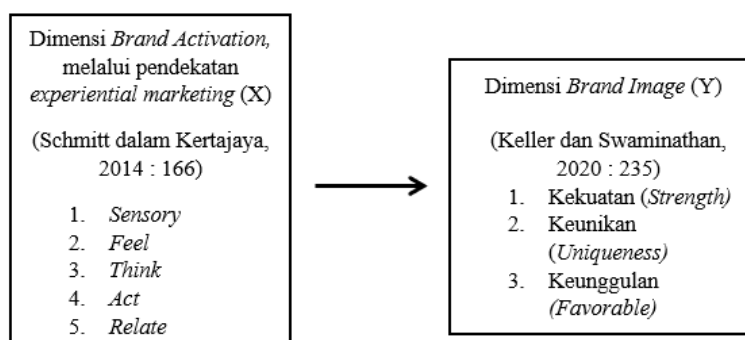 Dimensi Brand Activation,
melalui pendekatan
experiential marketing (X)
(Schmitt dalam Kertajaya,
2014 : 166)
1. Sensory
2. Feel
3. Think
4. Act
5. Relate
Dimensi Brand Image (Y)
(Keller dan Swaminathan,
2020 : 235)
1. Kekuatan (Strength)
2. Keunikan
(Uniqueness)
3. Keunggulan
(Favorable)